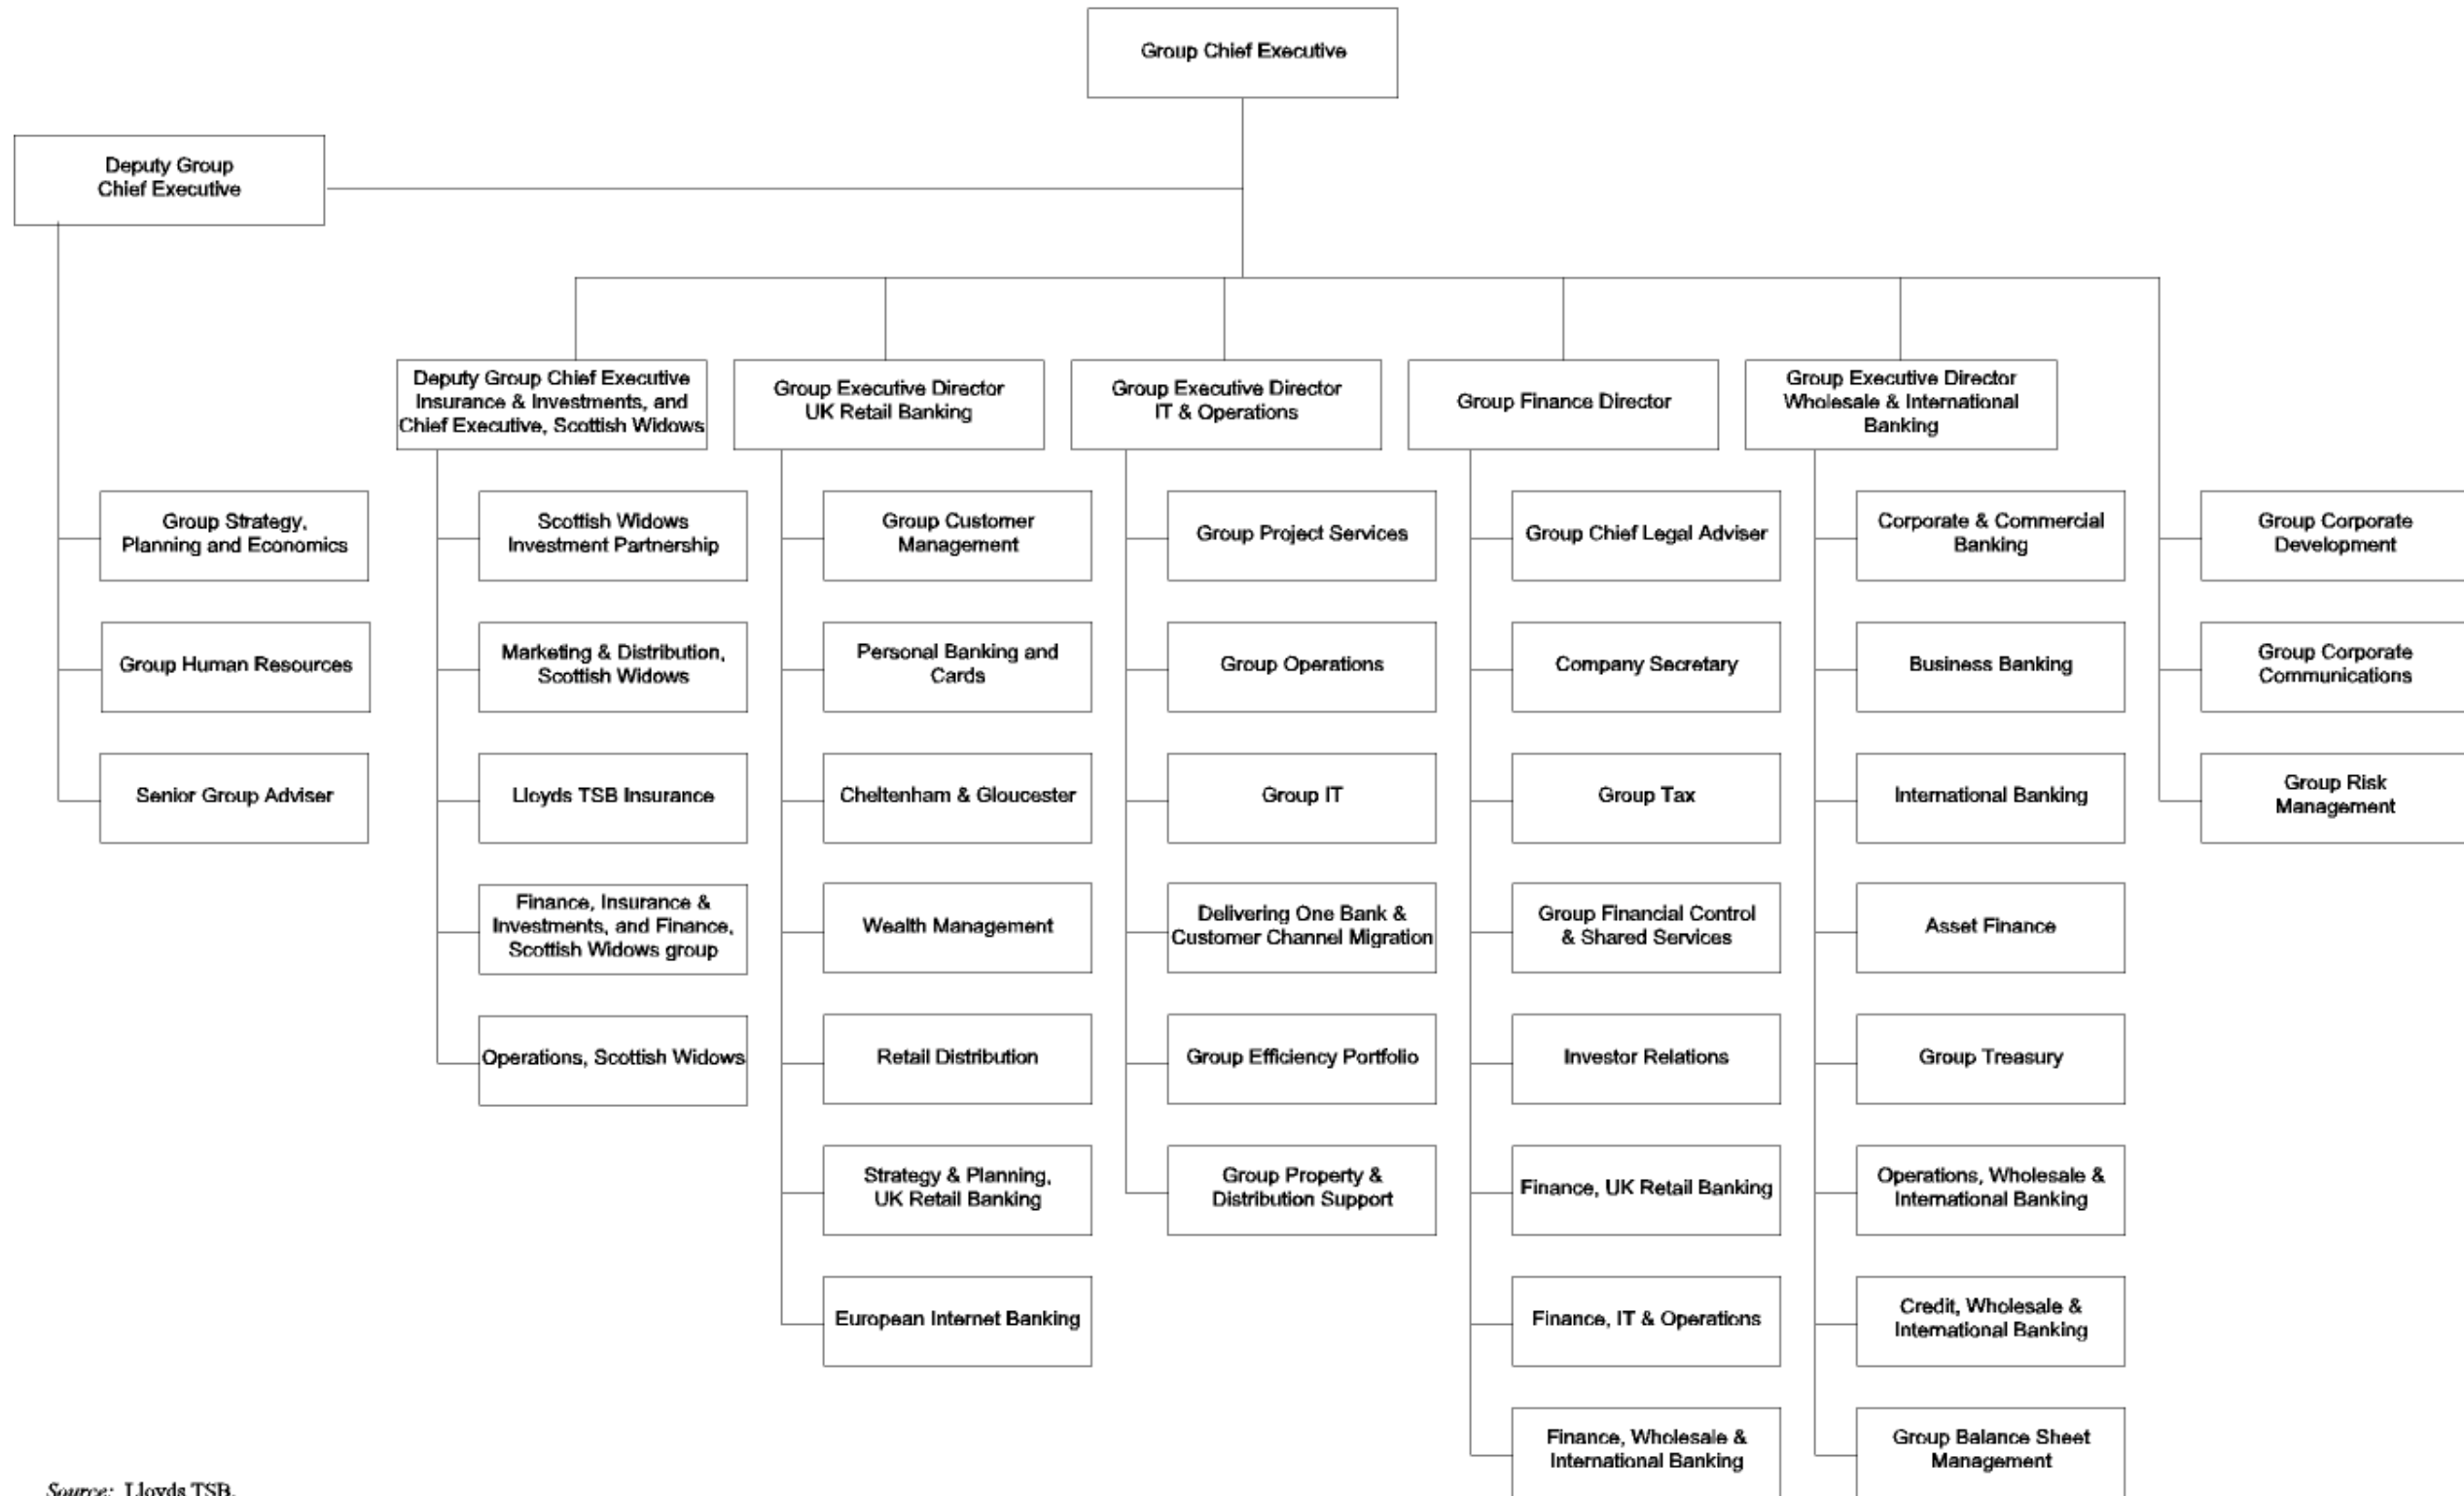 Group Chief Executive
Deputy Group
Chief Executive
Deputy Group Chief Executive
Insurance & Investments, and
Chief Executive, Scottish Widows
Group Executive Director
UK Retail Banking
Group Executive Director
IT & Operations
Group Finance Director
Group Executive Director
Wholesale & International
Banking
Group Strategy,
Planning and Economics
Group Human Resources
Senior Group Adviser
Scottish Widows
Investment Partnership
Marketing & Distribution,
Scottish Widows
Lloyds TSB Insurance
Finance, Insurance &
Investments, and Finance,
Scottish Widows group
Operations, Scottish Widows
Group Customer
Management
Personal Banking and
Cards
Cheltenham & Gloucester
Wealth Management
Retail Distribution
Strategy & Planning,
UK Retail Banking
European Internet Banking
Group Project Services
Group Operations
Group IT
Delivering One Bank &
Customer Channel Migration
Group Efficiency Portfolio
Group Property &
Distribution Support
Group Chief Legal Adviser
Company Secretary
Group Tax
Group Financial Control
& Shared Services
Investor Relations
Finance, UK Retail Banking
Finance, IT & Operations
Finance, Wholesale &
International Banking
Corporate & Commercial
Banking
Business Banking
International Banking
Asset Finance
Group Treasury
Operations, Wholesale &
International Banking
Credit, Wholesale &
International Banking
Group Balance Sheet
Management
Group Corporate
Development
Group Corporate
Communications
Group Risk
Management
Source: Lloyds TSB.